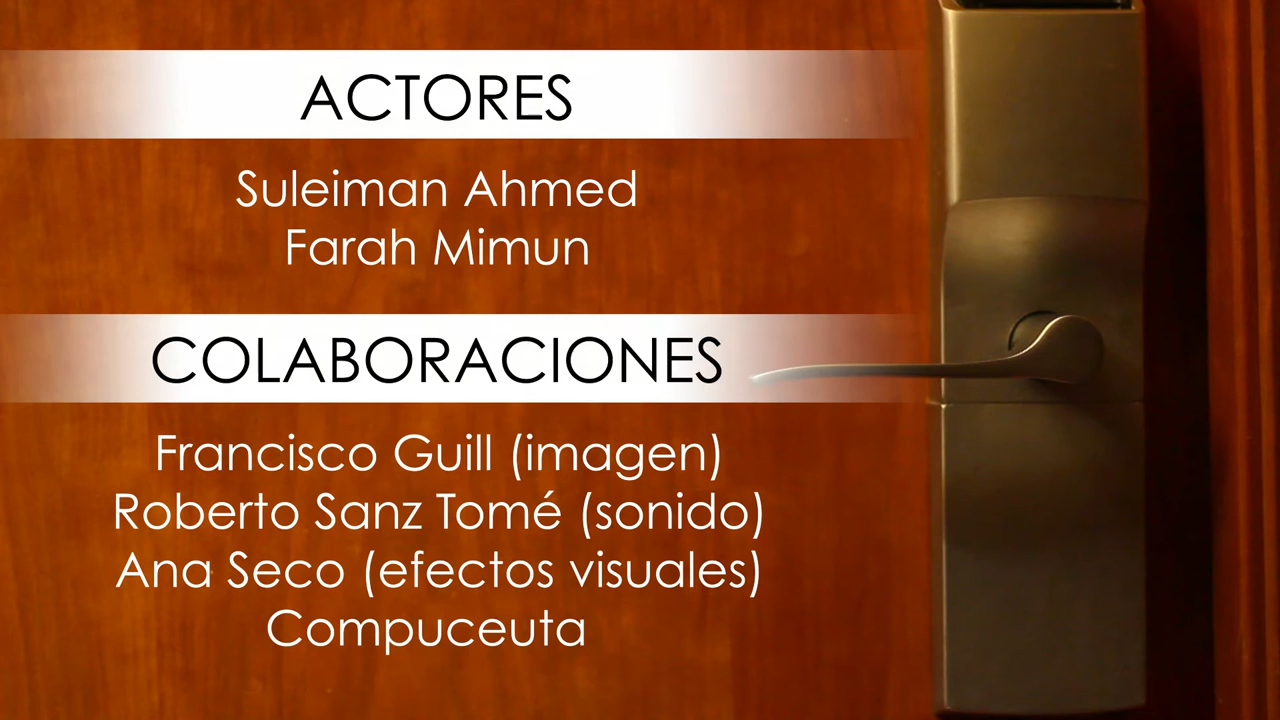 ACTORES
Suleiman Ahmed
Farah Mimun
COLABORACIONES
Francisco Guill (imagen)
Roberto Sanz Tomé (sonido)
Ana Seco (efectos visuales)
Compuceuta